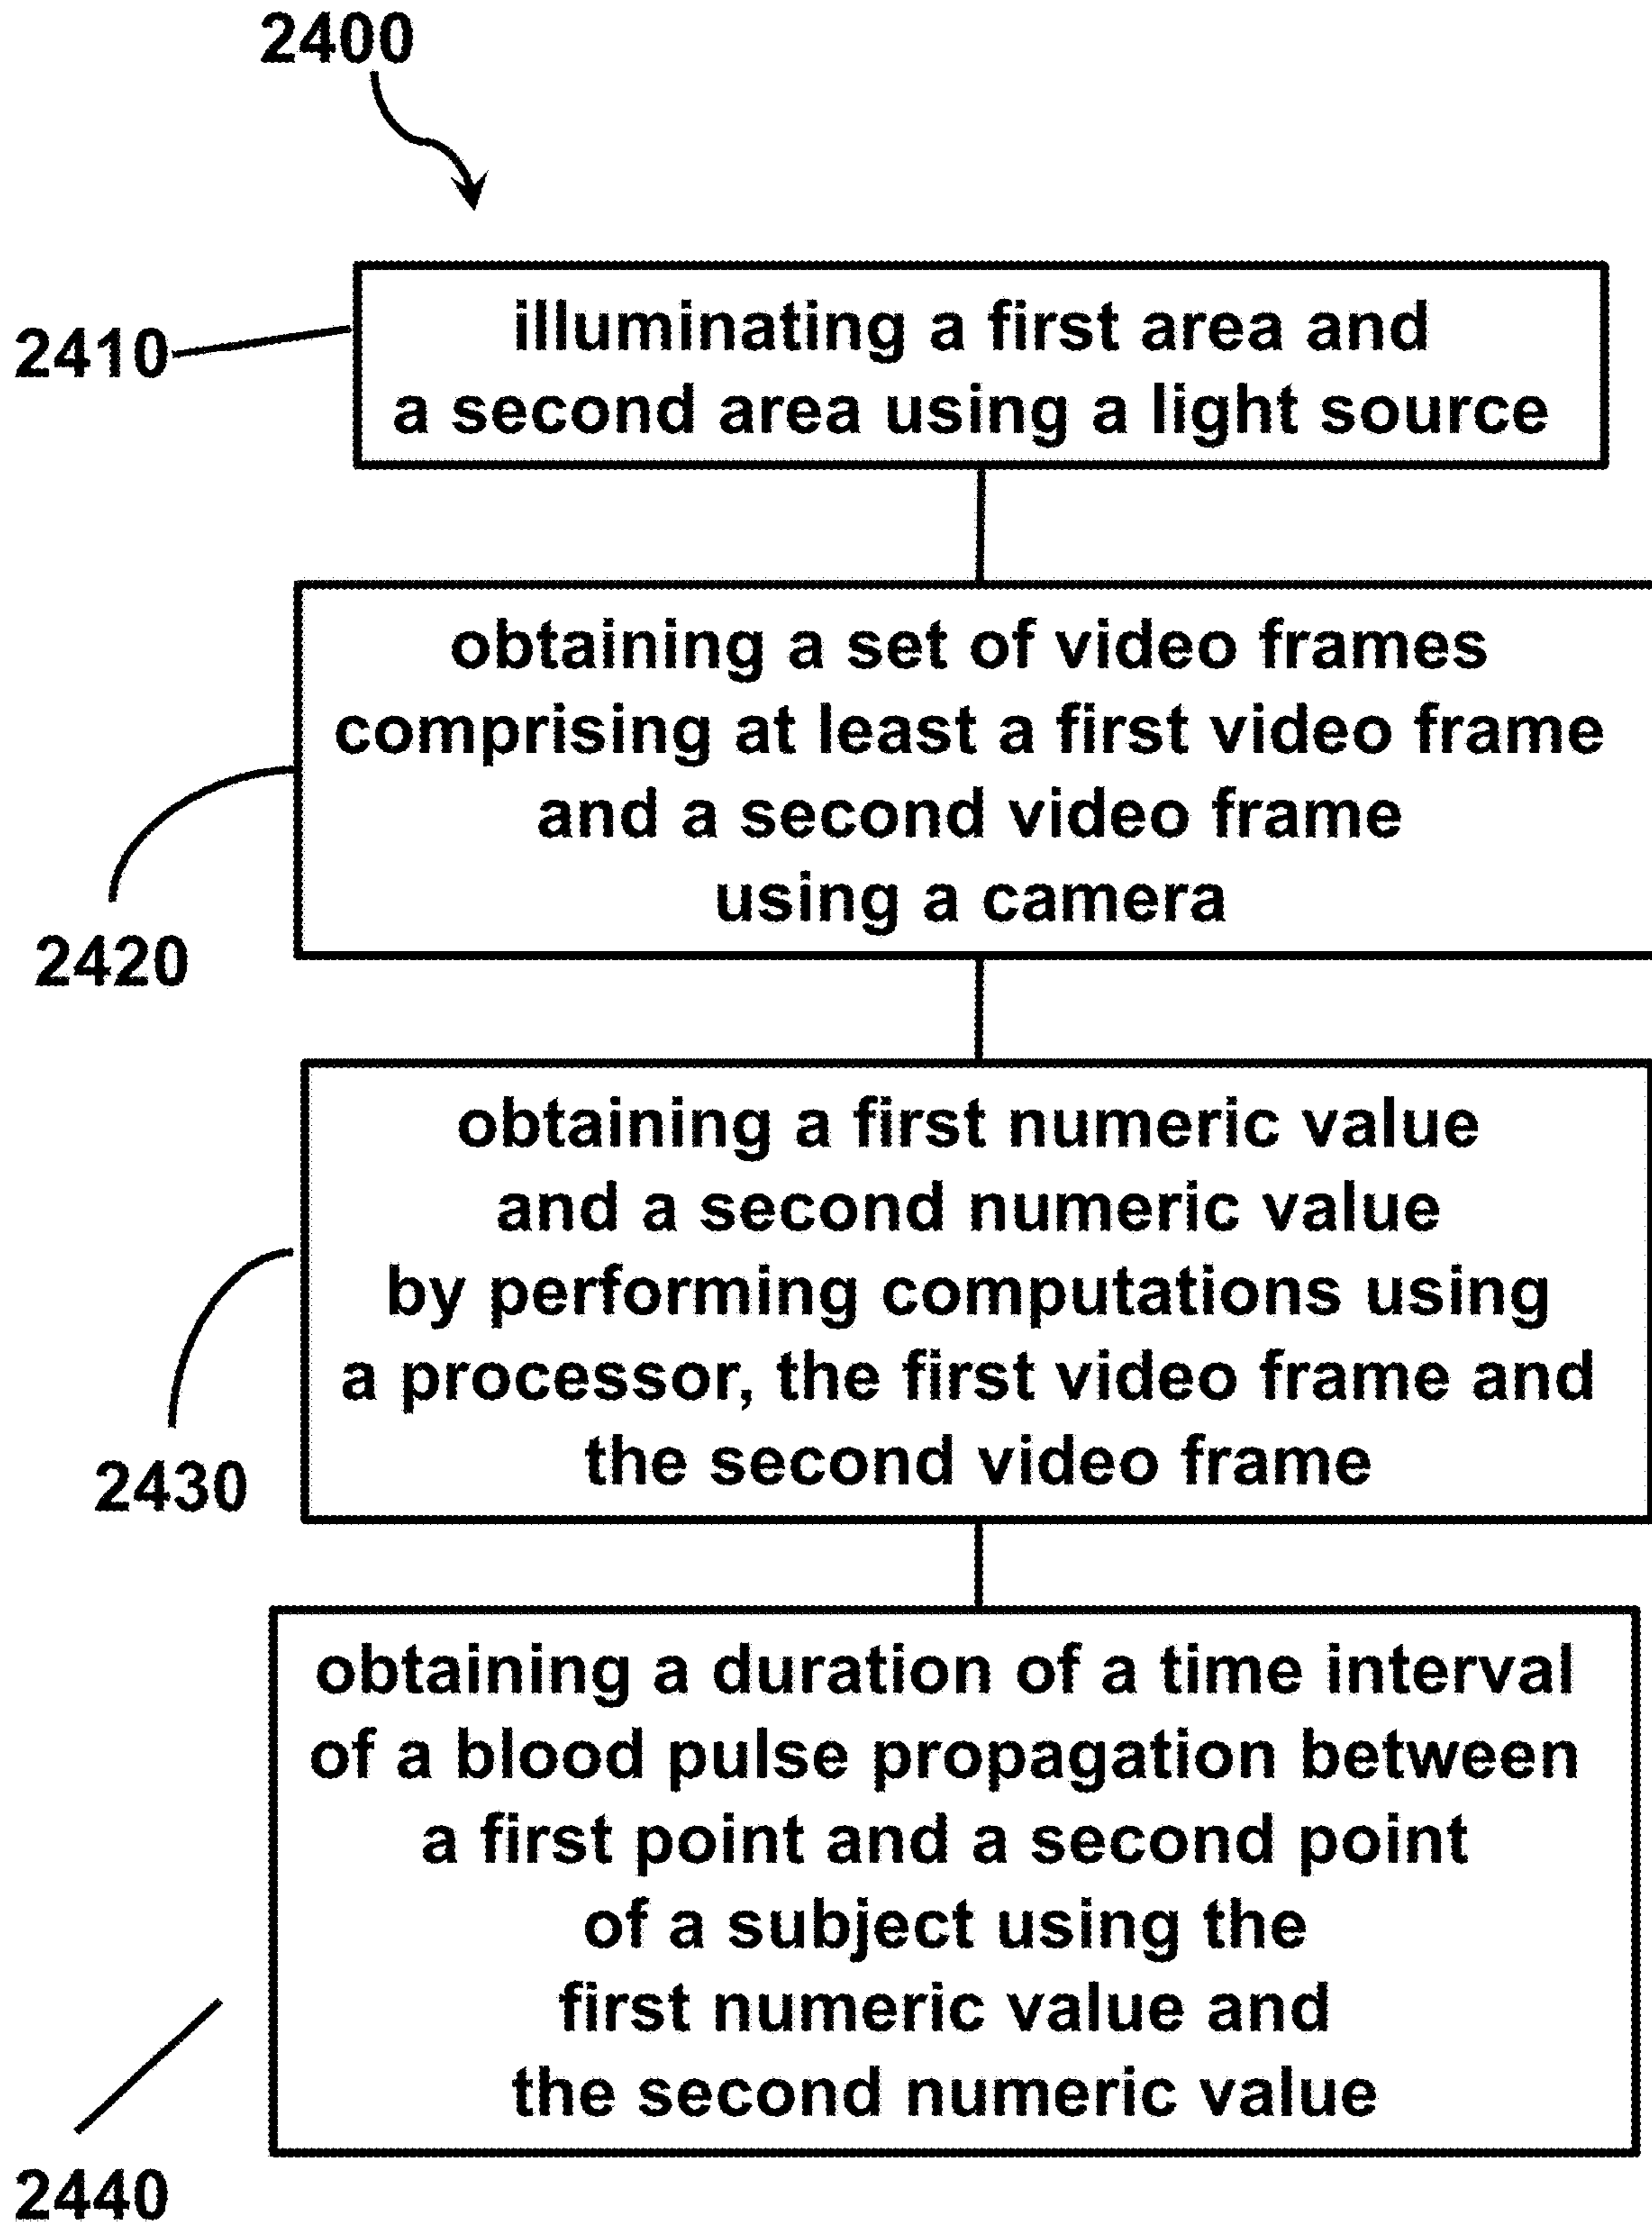 2400
2410
illuminating a first area and
a second area using a light source
obtaining a set of video frames
comprising at least a first video frame
and a second video frame
using a camera
2420
obtaining a first numeric value
and a second numeric value
by performing computations using
a processor, the first video frame and
the second video frame
2430
obtaining a duration of a time interval
of a blood pulse propagation between
a first point and a second point
of a subject using the
first numeric value and
the second numeric value
2440